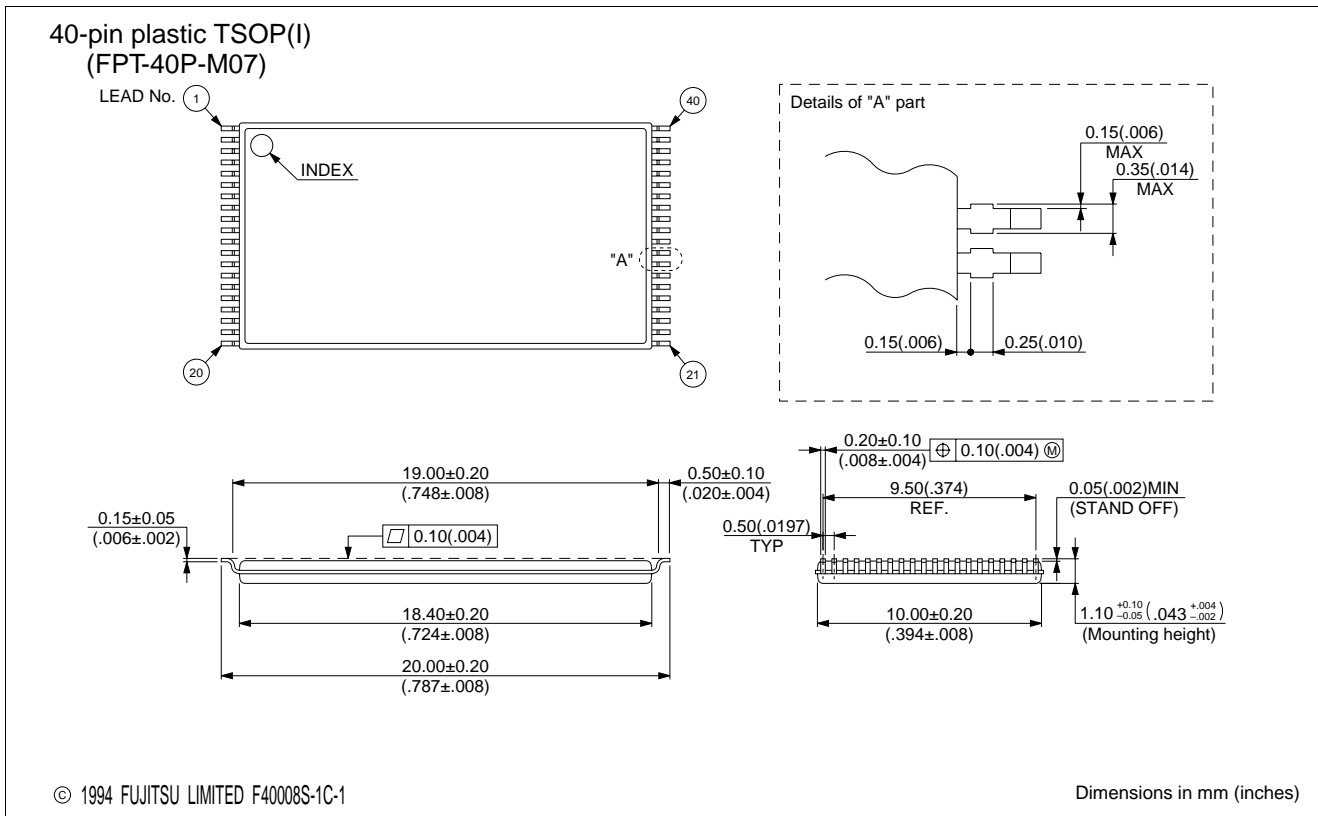 40-pin plastic TSOP(I)
(FPT-40P-M07)
LEAD No. 1
40
INDEX
"A"
20
21
Details of "A" part
0.15(.006)
MAX
0.35(.014)
MAX
0.15(.006)
0.25(.010)
19.00±0.20
(.748±.008)
0.50±0.10
(.020±.004)
0.15±0.05
(.006±.002)
0.10(.004)
18.40±0.20
(.724±.008)
20.00±0.20
(.787±.008)
0.20±0.10
(.008±.004)
⌖ 0.10(.004) Ⓜ
9.50(.374)
REF.
0.05(.002)MIN
(STAND OFF)
0.50(.0197)
TYP
10.00±0.20
(.394±.008)
1.10 +0.10 −0.05 (.043 +.004 −.002)
(Mounting height)
© 1994 FUJITSU LIMITED F40008S-1C-1
Dimensions in mm (inches)